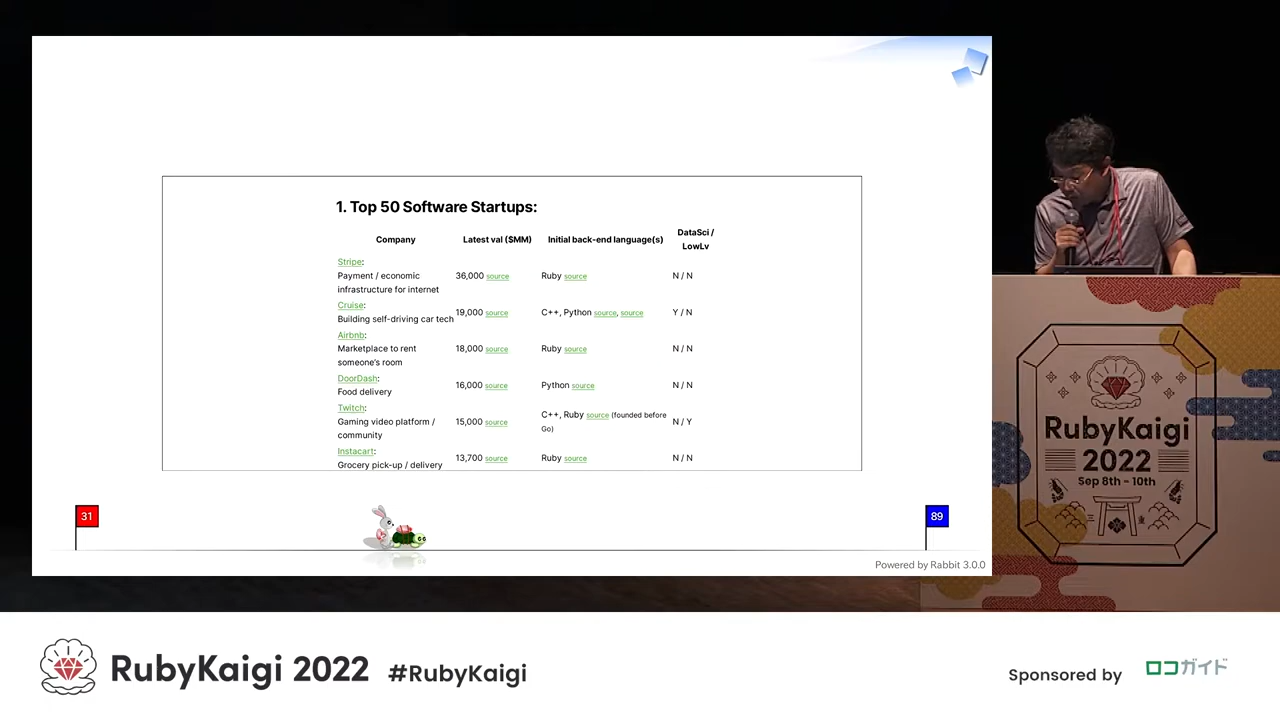 1. Top 50 Software Startups:
Company Latest val ($MM) Initial back-end language(s) DataSci /
LowLv
Stripe:
Payment / economic
infrastructure for internet
36,000 source Ruby source N / N
Cruise:
Building self-driving car tech
19,000 source C++, Python source, source Y / N
Airbnb:
Marketplace to rent
someone's room
18,000 source Ruby source N / N
DoorDash:
Food delivery
16,000 source Python source N / N
Twitch:
Gaming video platform /
community
15,000 source C++, Ruby source (founded before
Go)
N / Y
Instacart:
Grocery pick-up / delivery
13,700 source Ruby source N / N
31
89
Powered by Rabbit 3.0.0
RubyKaigi
2022
Sep 8th - 10th
RubyKaigi 2022 #RubyKaigi
Sponsored by ロコガイド